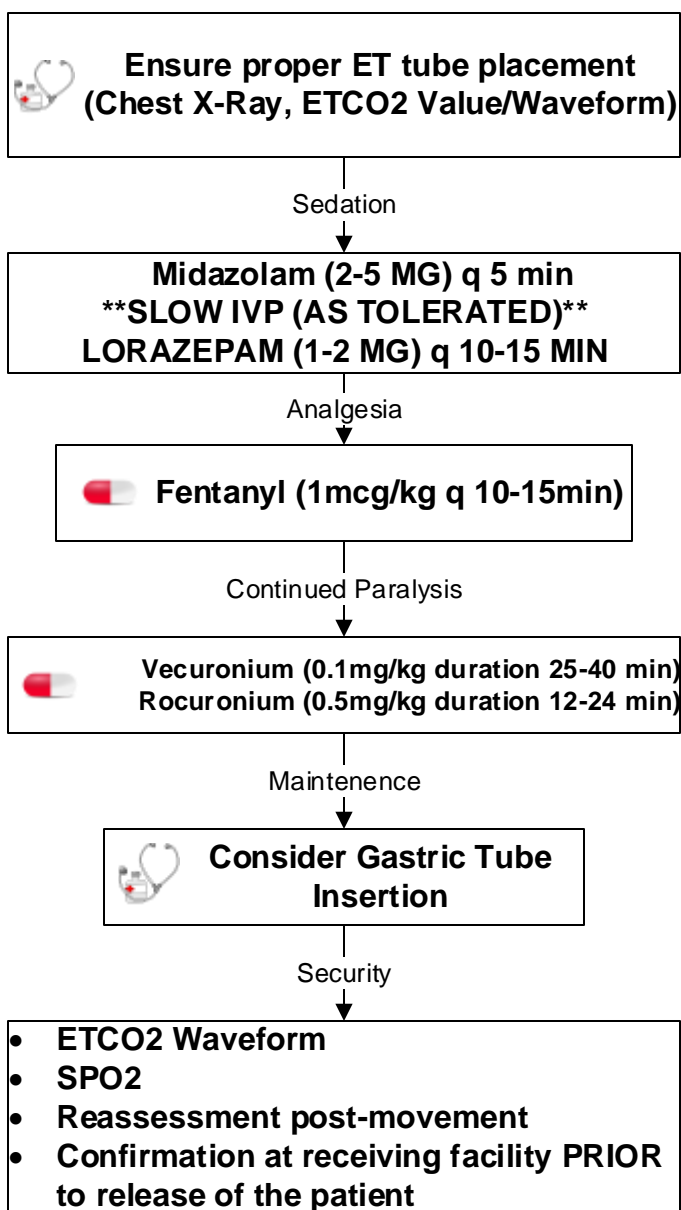 Ensure proper ET tube placement
(Chest X-Ray, ETCO2 Value/Waveform)
Sedation
Midazolam (2-5 MG) q 5 min
**SLOW IVP (AS TOLERATED)**
LORAZEPAM (1-2 MG) q 10-15 MIN
Analgesia
Fentanyl (1mcg/kg q 10-15min)
Continued Paralysis
Vecuronium (0.1mg/kg duration 25-40 min)
Rocuronium (0.5mg/kg duration 12-24 min)
Maintenence
Consider Gastric Tube
Insertion
Security
• ETCO2 Waveform
• SPO2
• Reassessment post-movement
• Confirmation at receiving facility PRIOR
to release of the patient